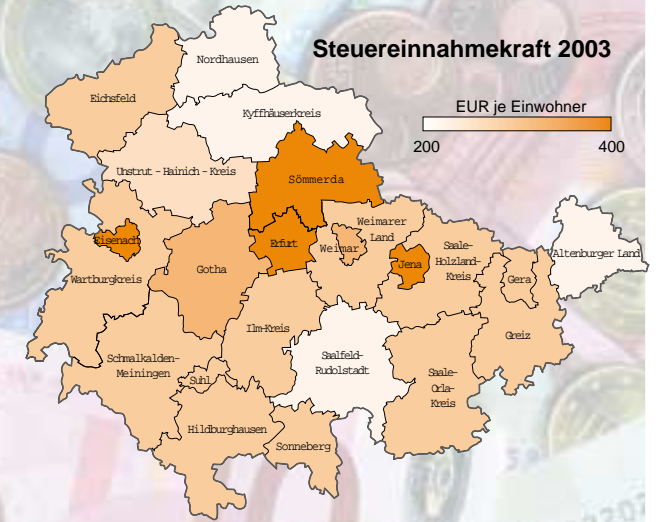 Steuereinnahmekraft 2003
EUR je Einwohner
200
400
Nordhausen
Eichsfeld
Kyffhäuserkreis
Unstrut - Hainich - Kreis
Sömmerda
Eisenach
Erfurt
Weimarer
Land
Weimar
Jena
Saale-
Holzland-
Kreis
Altenburger Land
Wartburgkreis
Gotha
Gera
Ilm-Kreis
Greiz
Schmalkalden-
Meiningen
Suhl
Saalfeld-
Rudolstadt
Saale-
Orla-
Kreis
Hildburghausen
Sonneberg